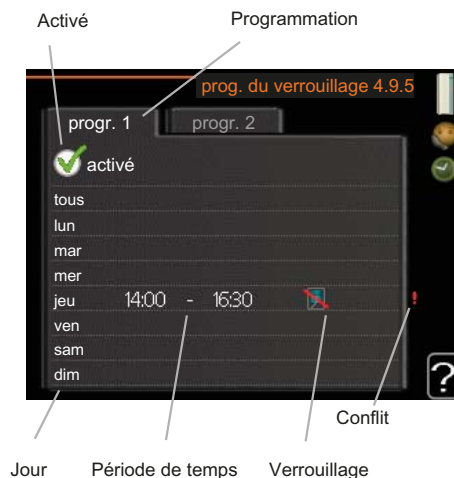 Activé
Programmation
prog. du verrouillage 4.9.5
progr. 1
progr. 2
activé
tous
lun
mar
mer
jeu 14:00 - 16:30 !
ven
sam
dim
?
Conflit
Jour
Période de temps
Verrouillage